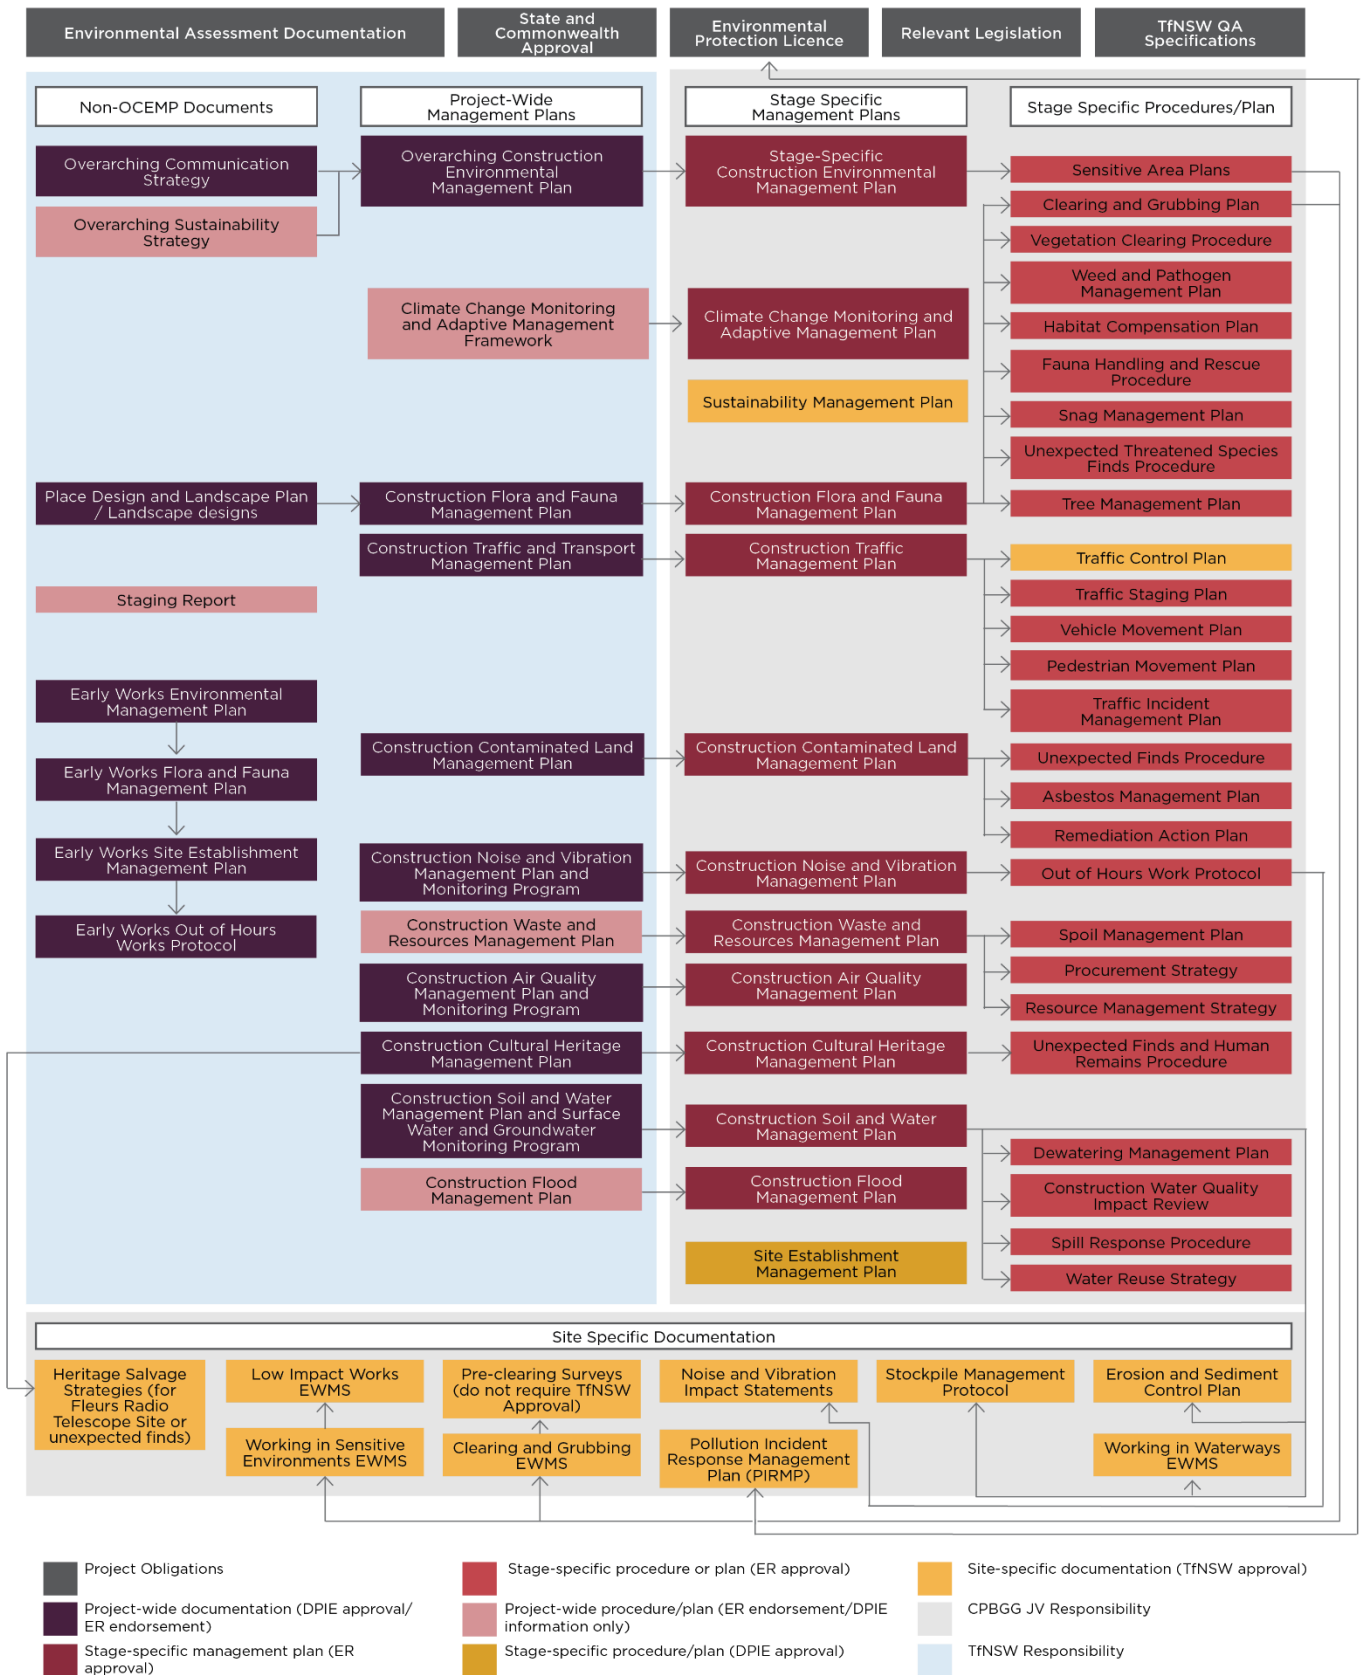 Environmental Assessment Documentation
State and
Commonwealth
Approval
Environmental
Protection Licence
Relevant Legislation
TfNSW QA
Specifications
Non-OCEMP Documents
Overarching Communication
Strategy
Overarching Sustainability
Strategy
Place Design and Landscape Plan
/ Landscape designs
Staging Report
Early Works Environmental
Management Plan
Early Works Flora and Fauna
Management Plan
Early Works Site Establishment
Management Plan
Early Works Out of Hours
Works Protocol
Project-Wide
Management Plans
Overarching Construction
Environmental
Management Plan
Climate Change Monitoring
and Adaptive Management
Framework
Construction Flora and Fauna
Management Plan
Construction Traffic and Transport
Management Plan
Construction Contaminated Land
Management Plan
Construction Noise and Vibration
Management Plan and
Monitoring Program
Construction Waste and
Resources Management Plan
Construction Air Quality
Management Plan and
Monitoring Program
Construction Cultural Heritage
Management Plan
Construction Soil and Water
Management Plan and Surface
Water and Groundwater
Monitoring Program
Construction Flood
Management Plan
Stage Specific
Management Plans
Stage-Specific
Construction Environmental
Management Plan
Climate Change Monitoring and
Adaptive Management Plan
Sustainability Management Plan
Construction Flora and Fauna
Management Plan
Construction Traffic
Management Plan
Construction Contaminated Land
Management Plan
Construction Noise and Vibration
Management Plan
Construction Waste and
Resources Management Plan
Construction Air Quality
Management Plan
Construction Cultural Heritage
Management Plan
Construction Soil and Water
Management Plan
Construction Flood
Management Plan
Site Establishment
Management Plan
Stage Specific Procedures/Plan
Sensitive Area Plans
Clearing and Grubbing Plan
Vegetation Clearing Procedure
Weed and Pathogen
Management Plan
Habitat Compensation Plan
Fauna Handling and Rescue
Procedure
Snag Management Plan
Unexpected Threatened Species
Finds Procedure
Tree Management Plan
Traffic Control Plan
Traffic Staging Plan
Vehicle Movement Plan
Pedestrian Movement Plan
Traffic Incident
Management Plan
Unexpected Finds Procedure
Asbestos Management Plan
Remediation Action Plan
Out of Hours Work Protocol
Spoil Management Plan
Procurement Strategy
Resource Management Strategy
Unexpected Finds and Human
Remains Procedure
Dewatering Management Plan
Construction Water Quality
Impact Review
Spill Response Procedure
Water Reuse Strategy
Site Specific Documentation
Heritage Salvage
Strategies (for
Fleurs Radio
Telescope Site or
unexpected finds)
Low Impact Works
EWMS
Working in Sensitive
Environments EWMS
Pre-clearing Surveys
(do not require TfNSW
Approval)
Clearing and Grubbing
EWMS
Noise and Vibration
Impact Statements
Pollution Incident
Response Management
Plan (PIRMP)
Stockpile Management
Protocol
Erosion and Sediment
Control Plan
Working in Waterways
EWMS
Project Obligations
Project-wide documentation (DPIE approval/
ER endorsement)
Stage-specific management plan (ER
approval)
Stage-specific procedure or plan (ER approval)
Project-wide procedure/plan (ER endorsement/DPIE
information only)
Stage-specific procedure/plan (DPIE approval)
Site-specific documentation (TfNSW approval)
CPBGG JV Responsibility
TfNSW Responsibility